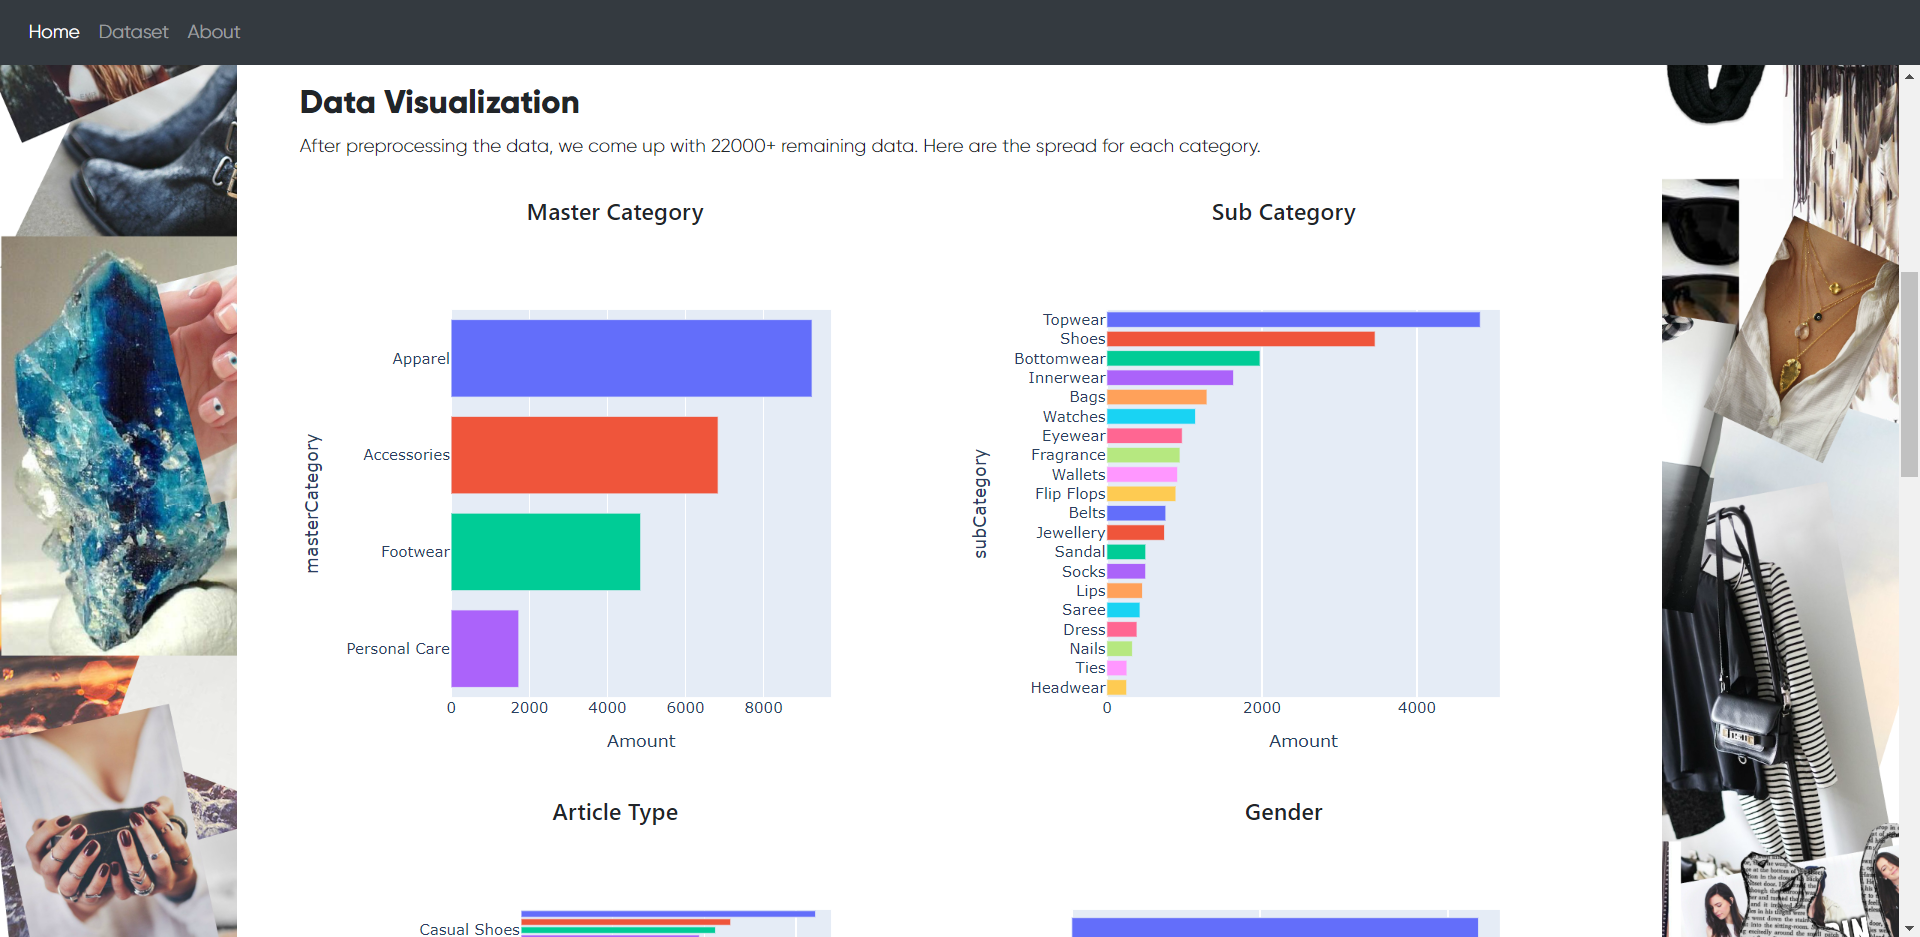 Home Dataset About
Data Visualization
After preprocessing the data, we come up with 22000+ remaining data. Here are the spread for each category.
Master Category
masterCategory
Apparel
Accessories
Footwear
Personal Care
0 2000 4000 6000 8000
Amount
Sub Category
subCategory
Topwear
Shoes
Bottomwear
Innerwear
Bags
Watches
Eyewear
Fragrance
Wallets
Flip Flops
Belts
Jewellery
Sandal
Socks
Lips
Saree
Dress
Nails
Ties
Headwear
0 2000 4000
Amount
Article Type
Casual Shoes
Gender